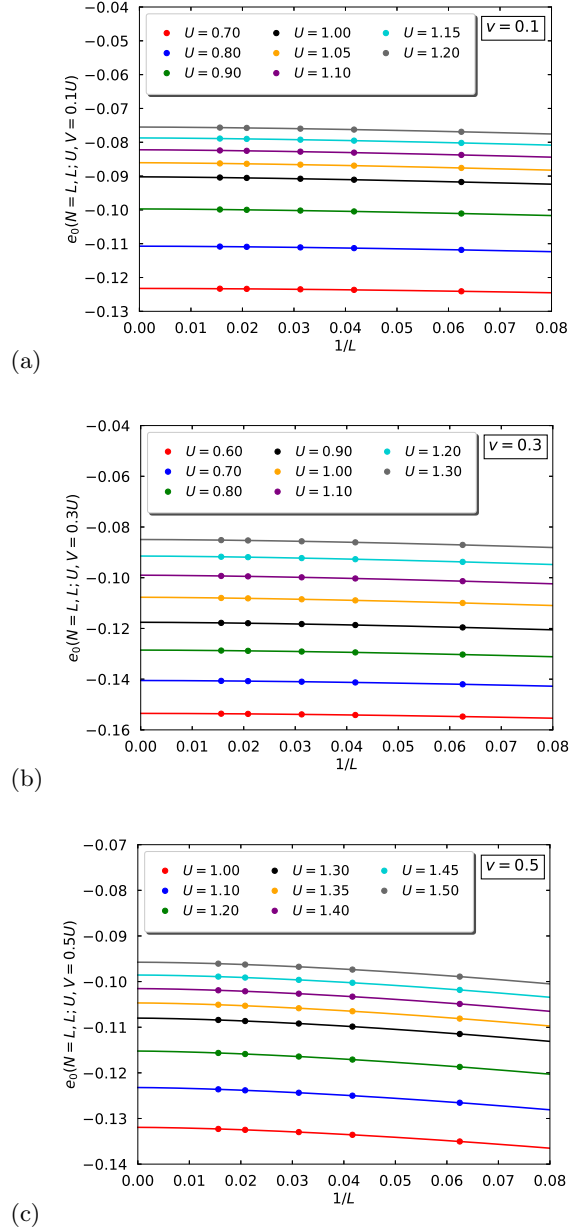 v = 0.1
U = 0.70 U = 1.00 U = 1.15
U = 0.80 U = 1.05 U = 1.20
U = 0.90 U = 1.10
e₀(N = L, L; U, V = 0.1U)
−0.04
−0.05
−0.06
−0.07
−0.08
−0.09
−0.10
−0.11
−0.12
−0.13
0.00 0.01 0.02 0.03 0.04 0.05 0.06 0.07 0.08
1/L
(a)
v = 0.3
U = 0.60 U = 0.90 U = 1.20
U = 0.70 U = 1.00 U = 1.30
U = 0.80 U = 1.10
e₀(N = L, L; U, V = 0.3U)
−0.04
−0.06
−0.08
−0.10
−0.12
−0.14
−0.16
0.00 0.01 0.02 0.03 0.04 0.05 0.06 0.07 0.08
1/L
(b)
v = 0.5
U = 1.00 U = 1.30 U = 1.45
U = 1.10 U = 1.35 U = 1.50
U = 1.20 U = 1.40
e₀(N = L, L; U, V = 0.5U)
−0.07
−0.08
−0.09
−0.10
−0.11
−0.12
−0.13
−0.14
0.00 0.01 0.02 0.03 0.04 0.05 0.06 0.07 0.08
1/L
(c)